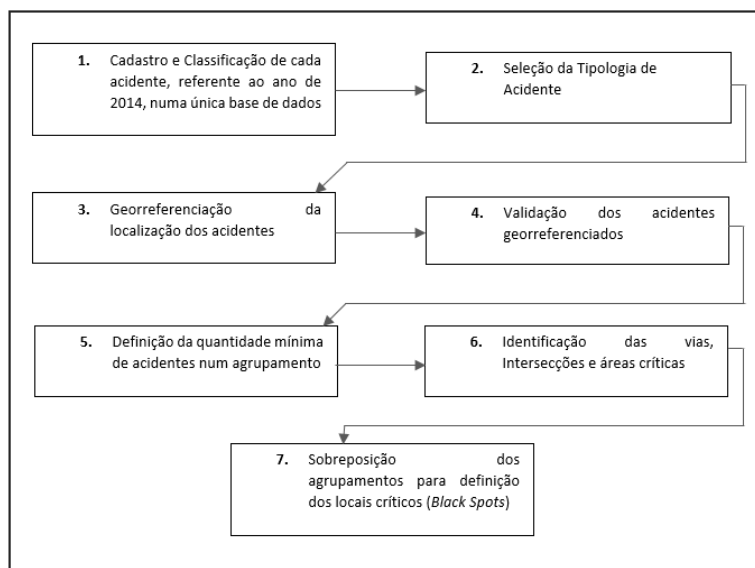 1. Cadastro e Classificação de cada
acidente, referente ao ano de
2014, numa única base de dados
2. Seleção da Tipologia de
Acidente
3. Georreferenciação da
localização dos acidentes
4. Validação dos acidentes
georreferenciados
5. Definição da quantidade mínima
de acidentes num agrupamento
6. Identificação das vias,
Intersecções e áreas críticas
7. Sobreposição dos
agrupamentos para definição
dos locais críticos (Black Spots)